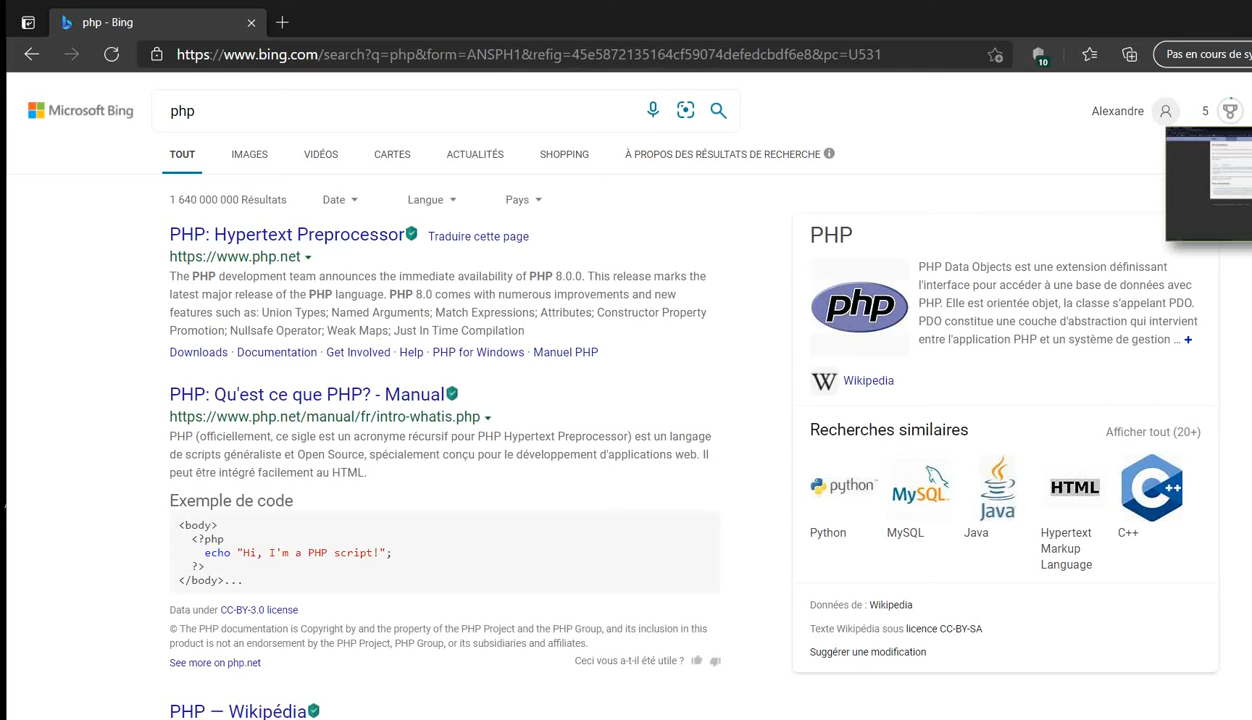 php - Bing
https://www.bing.com/search?q=php&form=ANSPH1&refig=45e5872135164cf59074defedcbdf6e8&pc=U531
10
Pas en cours de sy
Microsoft Bing
php
Alexandre
5
TOUT
IMAGES
VIDÉOS
CARTES
ACTUALITÉS
SHOPPING
À PROPOS DES RÉSULTATS DE RECHERCHE
1 640 000 000 Résultats
Date
Langue
Pays
PHP: Hypertext Preprocessor
Traduire cette page
https://www.php.net
The PHP development team announces the immediate availability of PHP 8.0.0. This release marks the
latest major release of the PHP language. PHP 8.0 comes with numerous improvements and new
features such as: Union Types; Named Arguments; Match Expressions; Attributes; Constructor Property
Promotion; Nullsafe Operator; Weak Maps; Just In Time Compilation
Downloads · Documentation · Get Involved · Help · PHP for Windows · Manuel PHP
PHP: Qu'est ce que PHP? - Manual
https://www.php.net/manual/fr/intro-whatis.php
PHP (officiellement, ce sigle est un acronyme récursif pour PHP Hypertext Preprocessor) est un langage
de scripts généraliste et Open Source, spécialement conçu pour le développement d'applications web. Il
peut être intégré facilement au HTML.
Exemple de code
<body>
<?php
echo "Hi, I'm a PHP script!";
?>
</body>...
Data under CC-BY-3.0 license
© The PHP documentation is Copyright by and the property of the PHP Project and the PHP Group, and its inclusion in this
product is not an endorsement by the PHP Project, PHP Group, or its subsidiaries and affiliates.
See more on php.net
Ceci vous a-t-il été utile ?
PHP — Wikipédia
PHP
php
PHP Data Objects est une extension définissant
l'interface pour accéder à une base de données avec
PHP. Elle est orientée objet, la classe s'appelant PDO.
PDO constitue une couche d'abstraction qui intervient
entre l'application PHP et un système de gestion ... +
W
Wikipedia
Recherches similaires
Afficher tout (20+)
python
MySQL
Java
HTML
C++
Python
MySQL
Java
Hypertext
Markup
Language
C++
Données de : Wikipedia
Texte Wikipédia sous licence CC-BY-SA
Suggérer une modification